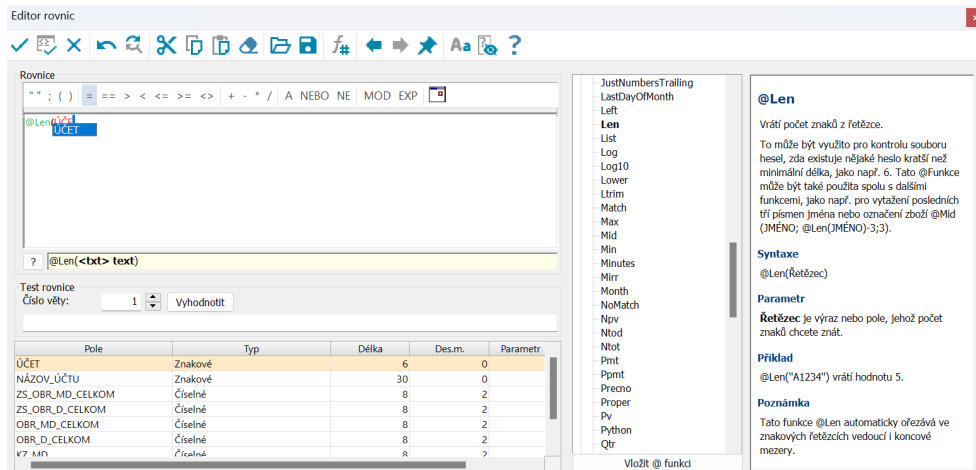 Editor rovnic
f# Aa ?
Rovnice
"" ; ( ) = == > < <= >= <> + - * / A NEBO NE MOD EXP
@Len(ÚČE
ÚČET
? @Len(<txt> text)
Test rovnice
Číslo věty: 1 Vyhodnotit
Pole Typ Délka Des.m. Parametr
ÚČET Znakové 6 0
NÁZOV_ÚČTU Znakové 30 0
ZS_OBR_MD_CELKOM Číselné 8 2
ZS_OBR_D_CELKOM Číselné 8 2
OBR_MD_CELKOM Číselné 8 2
OBR_D_CELKOM Číselné 8 2
KZ_MD Číselné 8 2
JustNumbersTrailing
LastDayOfMonth
Left
Len
List
Log
Log10
Lower
Ltrim
Match
Max
Mid
Min
Minutes
Mirr
Month
NoMatch
Npv
Ntod
Ntot
Pmt
Ppmt
Precno
Proper
Pv
Python
Qtr
Vložit @ funkci
@Len
Vrátí počet znaků z řetězce.
To může být využito pro kontrolu souboru
hesel, zda existuje nějaké heslo kratší než
minimální délka, jako např. 6. Tato @Funkce
může být také použita spolu s dalšími
funkcemi, jako např. pro vytažení posledních
tří písmen jména nebo označení zboží @Mid
(JMÉNO; @Len(JMÉNO)-3;3).
Syntaxe
@Len(Řetězec)
Parametr
Řetězec je výraz nebo pole, jehož počet
znaků chcete znát.
Příklad
@Len("A1234") vrátí hodnotu 5.
Poznámka
Tato funkce @Len automaticky ořezává ve
znakových řetězcích vedoucí i koncové
mezery.